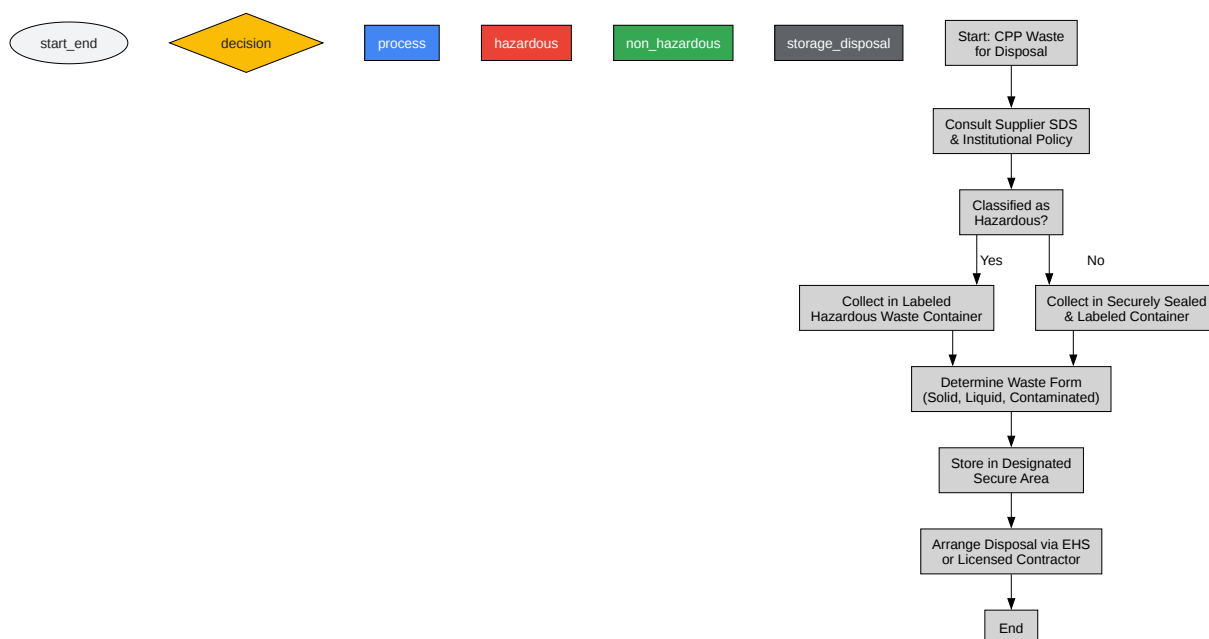 start_end
decision
process
hazardous
non_hazardous
storage_disposal
Start: CPP Waste
for Disposal
Consult Supplier SDS
& Institutional Policy
Classified as
Hazardous?
Yes
No
Collect in Labeled
Hazardous Waste Container
Collect in Securely Sealed
& Labeled Container
Determine Waste Form
(Solid, Liquid, Contaminated)
Store in Designated
Secure Area
Arrange Disposal via EHS
or Licensed Contractor
End